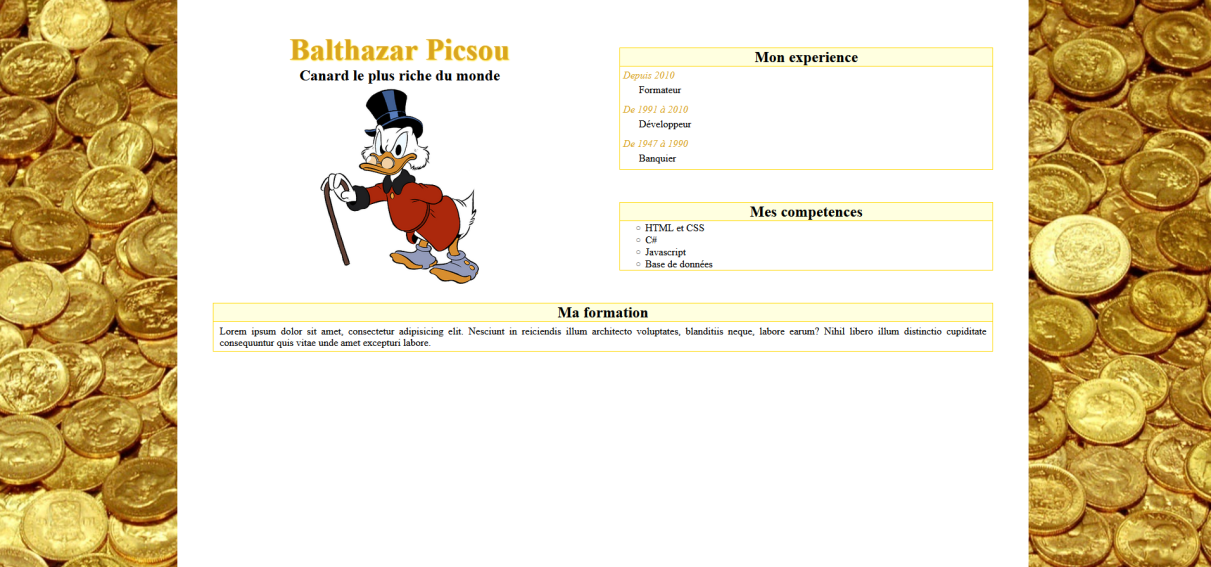 Balthazar Picsou
Canard le plus riche du monde
Mon experience
Depuis 2010
Formateur
De 1991 à 2010
Développeur
De 1947 à 1990
Banquier
Mes competences
HTML et CSS
C#
Javascript
Base de données
Ma formation
Lorem ipsum dolor sit amet, consectetur adipisicing elit. Nesciunt in reiciendis illum architecto voluptates, blanditiis neque, labore earum? Nihil libero illum distinctio cupiditate
consequuntur quis vitae unde amet excepturi labore.